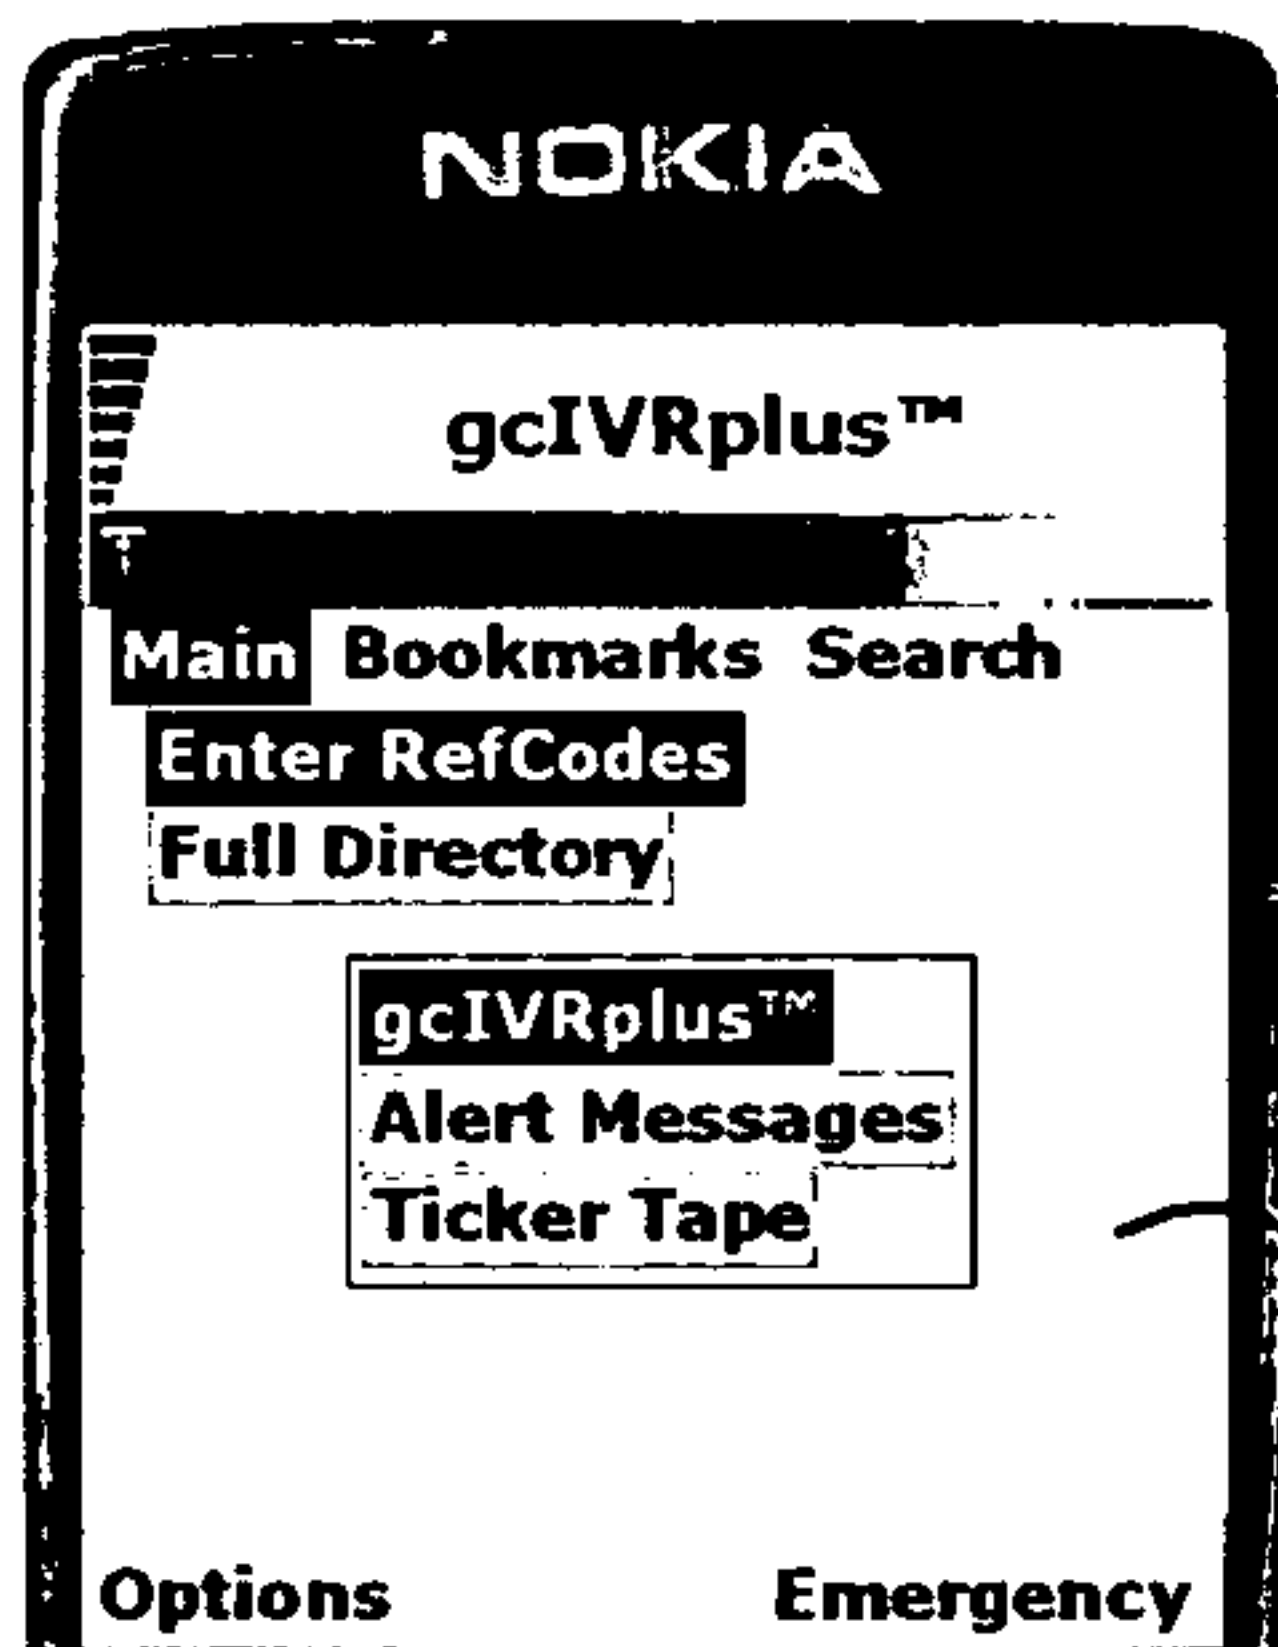 NOKIA
gcIVRplus™
Main Bookmarks Search
Enter RefCodes
Full Directory
gcIVRplus™
Alert Messages
Ticker Tape
Options Emergency